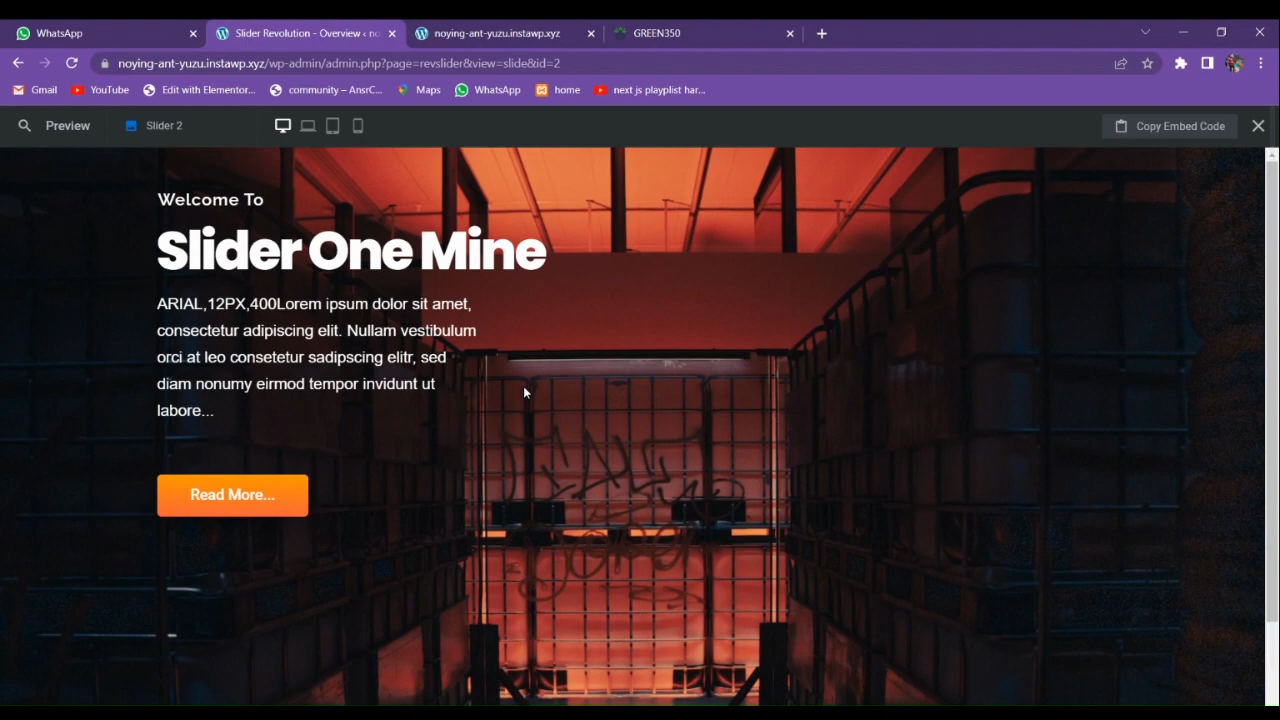 WhatsApp
Slider Revolution - Overview ‹ no
noying-ant-yuzu.instawp.xyz
GREEN350
noying-ant-yuzu.instawp.xyz/wp-admin/admin.php?page=revslider&view=slide&id=2
Gmail
YouTube
Edit with Elementor...
community – AnsrC...
Maps
WhatsApp
home
next js playplist har...
Preview
Slider 2
Copy Embed Code
Welcome To
Slider One Mine
ARIAL,12PX,400Lorem ipsum dolor sit amet,
consectetur adipiscing elit. Nullam vestibulum
orci at leo consetetur sadipscing elitr, sed
diam nonumy eirmod tempor invidunt ut
labore...
Read More...